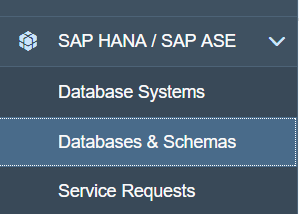 SAP HANA / SAP ASE
Database Systems
Databases & Schemas
Service Requests